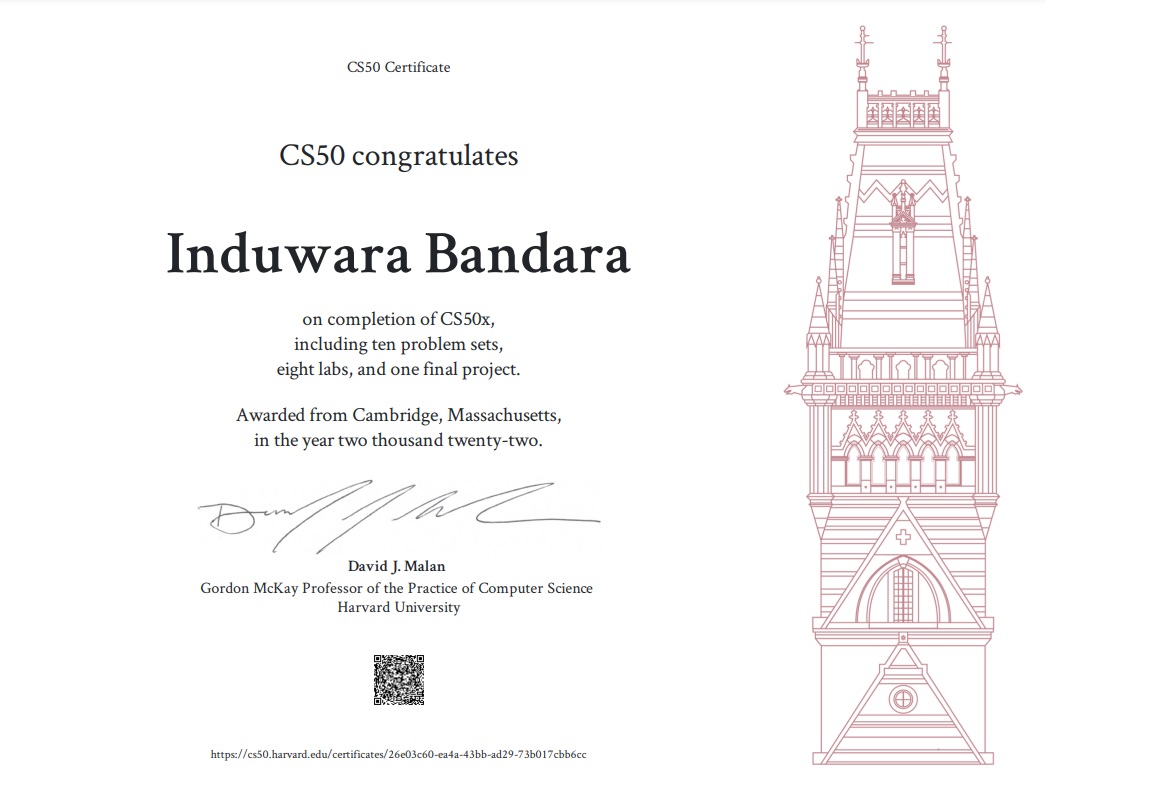 CS50 Certificate
CS50 congratulates
Induwara Bandara
on completion of CS50x,
including ten problem sets,
eight labs, and one final project.
Awarded from Cambridge, Massachusetts,
in the year two thousand twenty-two.
David J. Malan
Gordon McKay Professor of the Practice of Computer Science
Harvard University
https://cs50.harvard.edu/certificates/26e03c60-ea4a-43bb-ad29-73b017cbb6cc